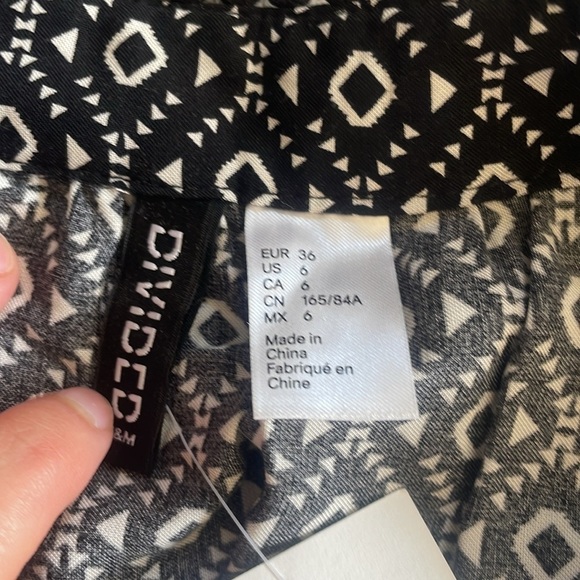 DIVIDED
&M
EUR 36
US 6
CA 6
CN 165/84A
MX 6
Made in
China
Fabriqué en
Chine